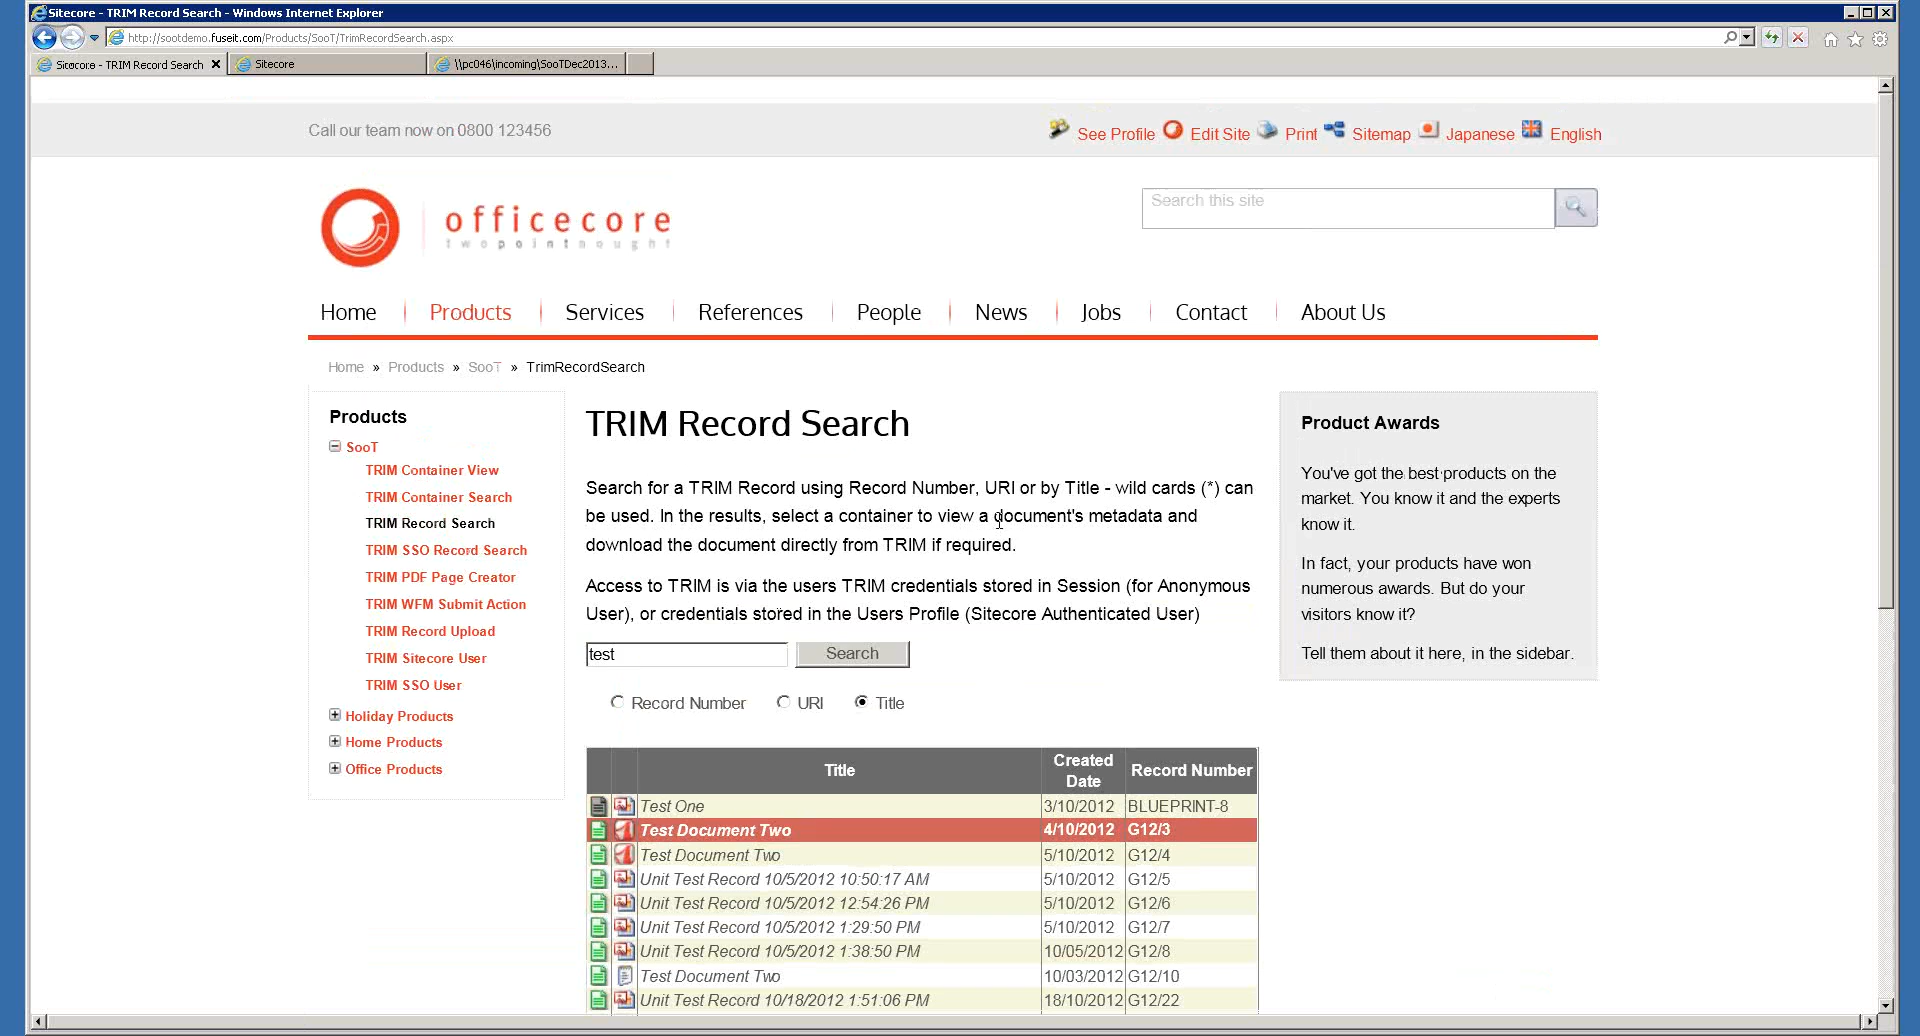 Sitecore - TRIM Record Search - Windows Internet Explorer
http://sootdemo.fuseit.com/Products/SooT/TrimRecordSearch.aspx
Sitecore - TRIM Record Search
Sitecore
\\pc046\incoming\SooTDec2013...
Call our team now on 0800 123456
See Profile Edit Site Print Sitemap Japanese English
officecore
twopointnought
Search this site
Home Products Services References People News Jobs Contact About Us
Home » Products » SooT » TrimRecordSearch
Products
SooT
TRIM Container View
TRIM Container Search
TRIM Record Search
TRIM SSO Record Search
TRIM PDF Page Creator
TRIM WFM Submit Action
TRIM Record Upload
TRIM Sitecore User
TRIM SSO User
Holiday Products
Home Products
Office Products
TRIM Record Search
Search for a TRIM Record using Record Number, URI or by Title - wild cards (*) can
be used. In the results, select a container to view a document's metadata and
download the document directly from TRIM if required.
Access to TRIM is via the users TRIM credentials stored in Session (for Anonymous
User), or credentials stored in the Users Profile (Sitecore Authenticated User)
test Search
Record Number URI Title
Title Created Date Record Number
Test One 3/10/2012 BLUEPRINT-8
Test Document Two 4/10/2012 G12/3
Test Document Two 5/10/2012 G12/4
Unit Test Record 10/5/2012 10:50:17 AM 5/10/2012 G12/5
Unit Test Record 10/5/2012 12:54:26 PM 5/10/2012 G12/6
Unit Test Record 10/5/2012 1:29:50 PM 5/10/2012 G12/7
Unit Test Record 10/5/2012 1:38:50 PM 10/05/2012 G12/8
Test Document Two 10/03/2012 G12/10
Unit Test Record 10/18/2012 1:51:06 PM 18/10/2012 G12/22
Product Awards
You've got the best products on the
market. You know it and the experts
know it.
In fact, your products have won
numerous awards. But do your
visitors know it?
Tell them about it here, in the sidebar.